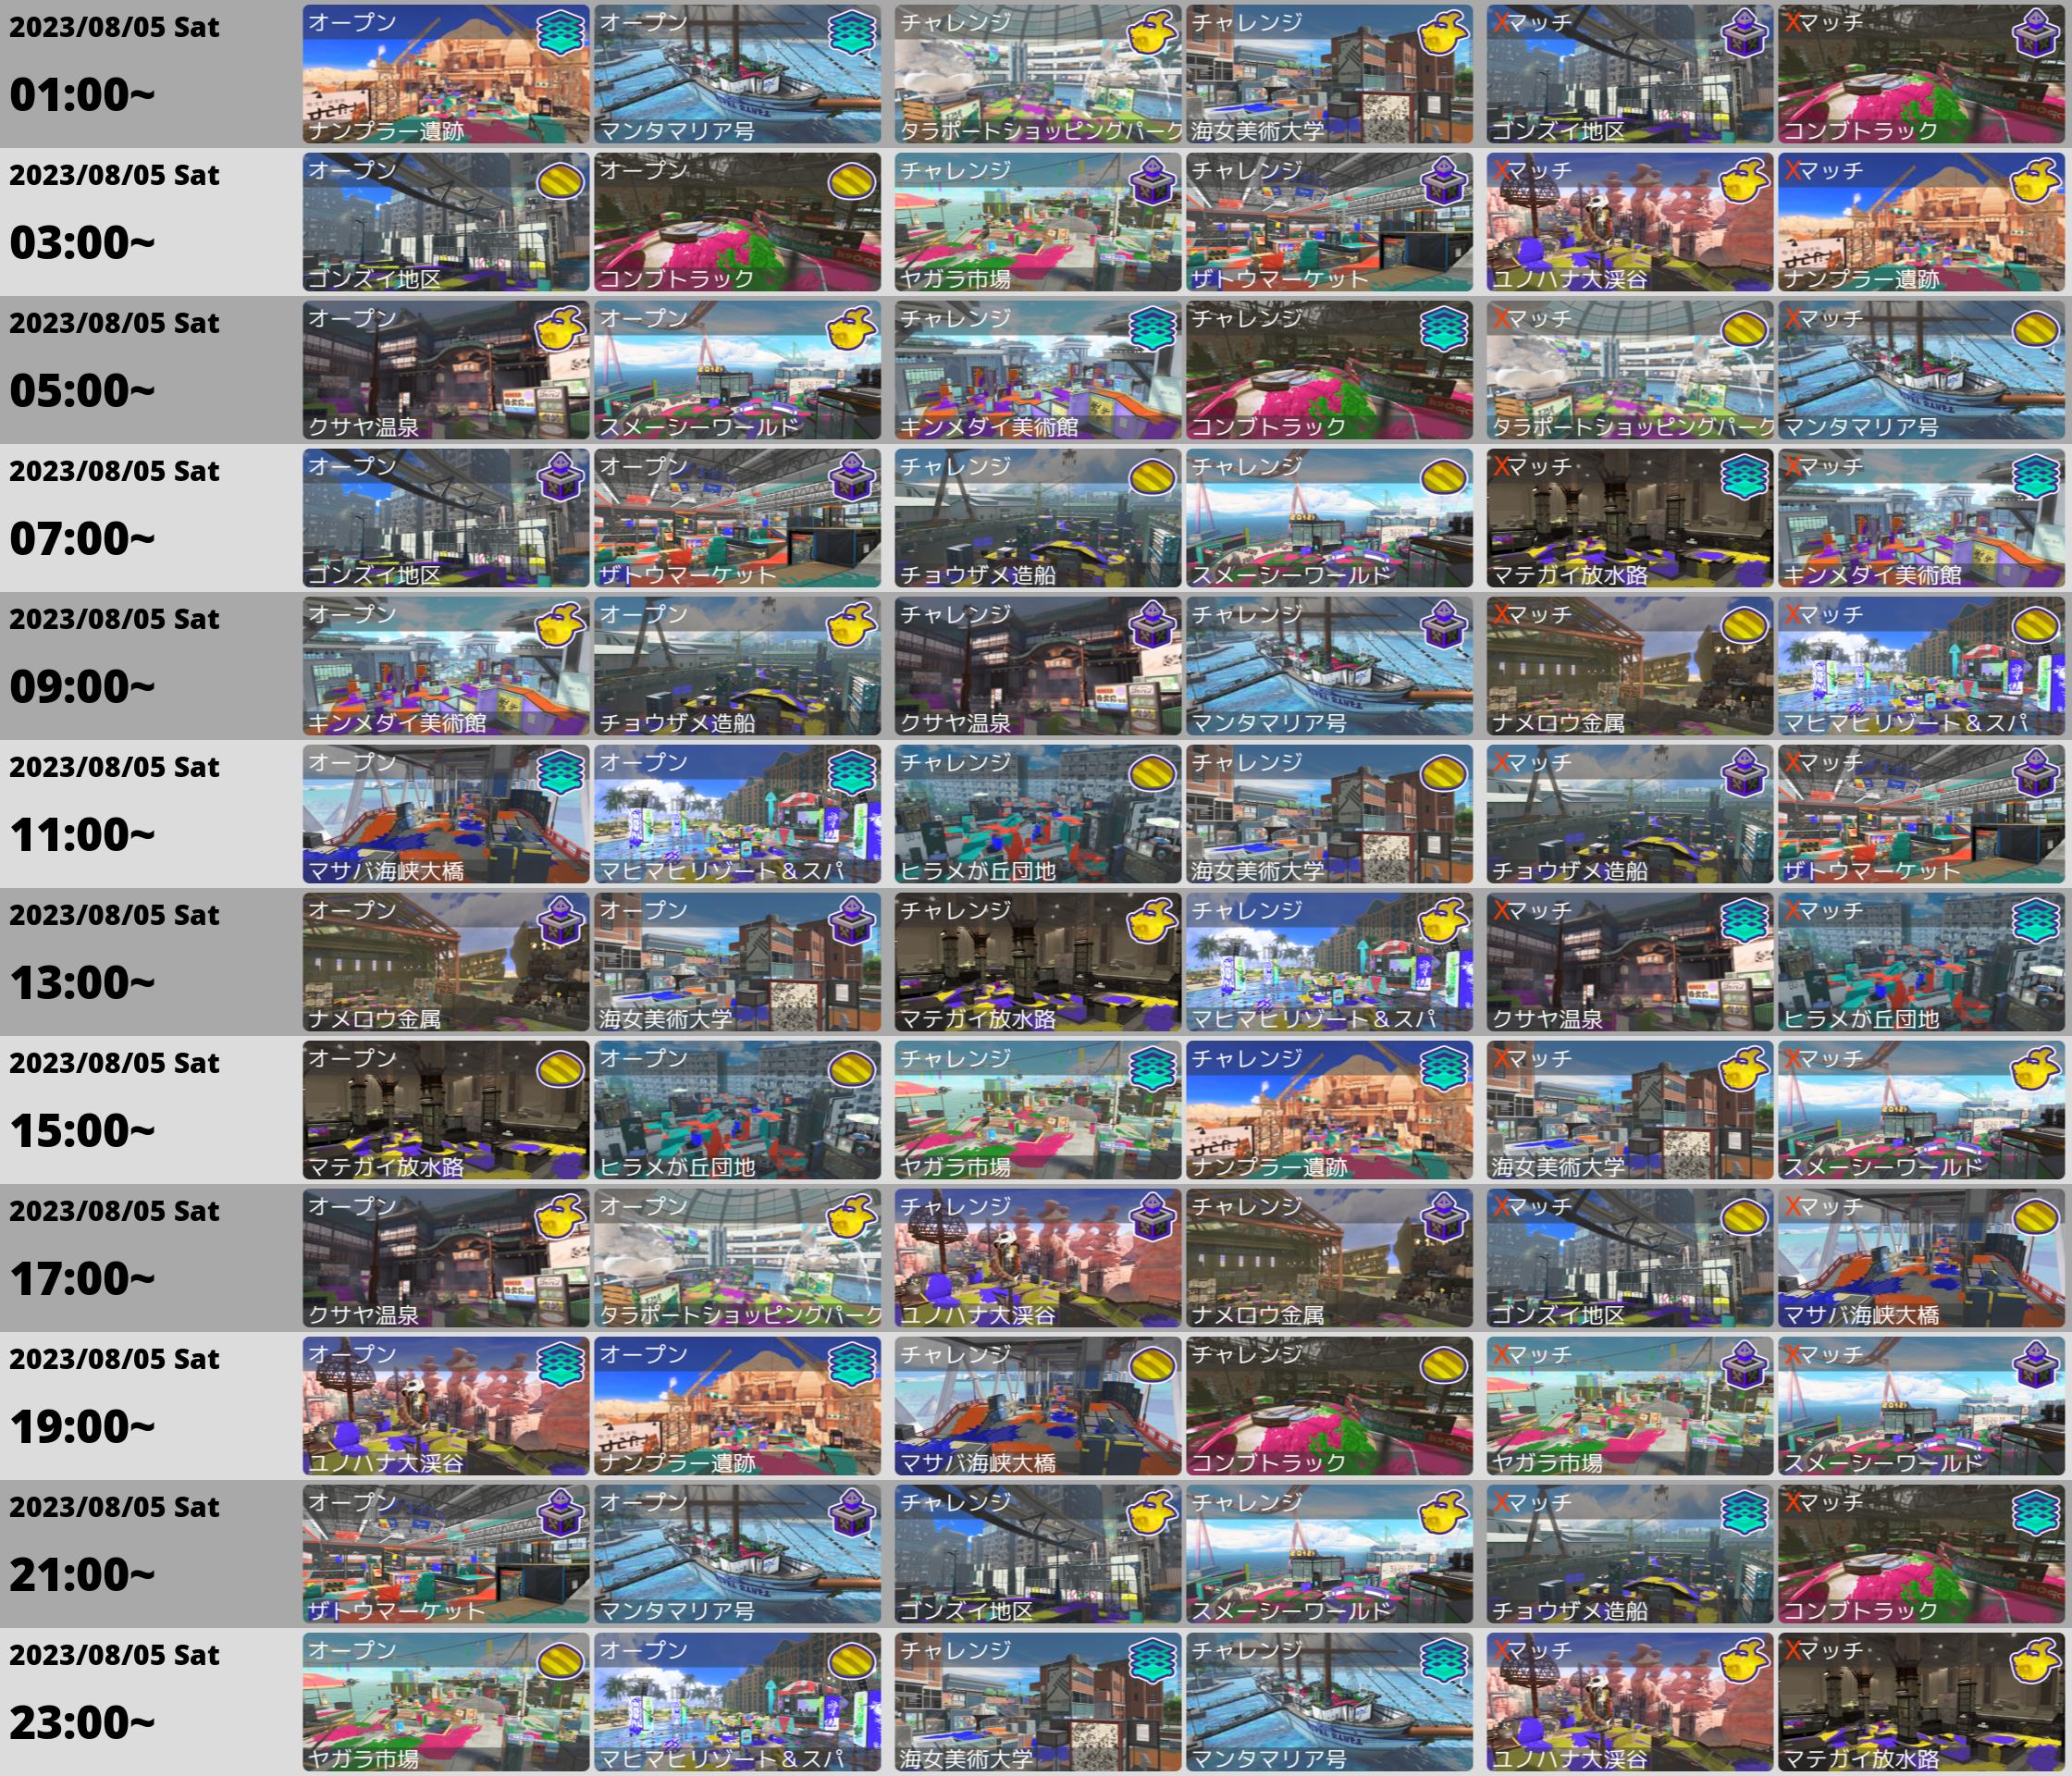 2023/08/05 Sat
01:00~
オープン
ナンプラー遺跡
オープン
マンタマリア号
チャレンジ
タラポートショッピングパーク
チャレンジ
海女美術大学
Xマッチ
ゴンズイ地区
Xマッチ
コンブトラック
2023/08/05 Sat
03:00~
オープン
ゴンズイ地区
オープン
コンブトラック
チャレンジ
ヤガラ市場
チャレンジ
ザトウマーケット
Xマッチ
ユノハナ大渓谷
Xマッチ
ナンプラー遺跡
2023/08/05 Sat
05:00~
オープン
クサヤ温泉
オープン
スメーシーワールド
チャレンジ
キンメダイ美術館
チャレンジ
コンブトラック
Xマッチ
タラポートショッピングパーク
Xマッチ
マンタマリア号
2023/08/05 Sat
07:00~
オープン
ゴンズイ地区
オープン
ザトウマーケット
チャレンジ
チョウザメ造船
チャレンジ
スメーシーワールド
Xマッチ
マテガイ放水路
Xマッチ
キンメダイ美術館
2023/08/05 Sat
09:00~
オープン
キンメダイ美術館
オープン
チョウザメ造船
チャレンジ
クサヤ温泉
チャレンジ
マンタマリア号
Xマッチ
ナメロウ金属
Xマッチ
マヒマヒリゾート＆スパ
2023/08/05 Sat
11:00~
オープン
マサバ海峡大橋
オープン
マヒマヒリゾート＆スパ
チャレンジ
ヒラメが丘団地
チャレンジ
海女美術大学
Xマッチ
チョウザメ造船
Xマッチ
ザトウマーケット
2023/08/05 Sat
13:00~
オープン
ナメロウ金属
オープン
海女美術大学
チャレンジ
マテガイ放水路
チャレンジ
マヒマヒリゾート＆スパ
Xマッチ
クサヤ温泉
Xマッチ
ヒラメが丘団地
2023/08/05 Sat
15:00~
オープン
マテガイ放水路
オープン
ヒラメが丘団地
チャレンジ
ヤガラ市場
チャレンジ
ナンプラー遺跡
Xマッチ
海女美術大学
Xマッチ
スメーシーワールド
2023/08/05 Sat
17:00~
オープン
クサヤ温泉
オープン
タラポートショッピングパーク
チャレンジ
ユノハナ大渓谷
チャレンジ
ナメロウ金属
Xマッチ
ゴンズイ地区
Xマッチ
マサバ海峡大橋
2023/08/05 Sat
19:00~
オープン
ユノハナ大渓谷
オープン
ナンプラー遺跡
チャレンジ
マサバ海峡大橋
チャレンジ
コンブトラック
Xマッチ
ヤガラ市場
Xマッチ
スメーシーワールド
2023/08/05 Sat
21:00~
オープン
ザトウマーケット
オープン
マンタマリア号
チャレンジ
ゴンズイ地区
チャレンジ
スメーシーワールド
Xマッチ
チョウザメ造船
Xマッチ
コンブトラック
2023/08/05 Sat
23:00~
オープン
ヤガラ市場
オープン
マヒマヒリゾート＆スパ
チャレンジ
海女美術大学
チャレンジ
マンタマリア号
Xマッチ
ユノハナ大渓谷
Xマッチ
マテガイ放水路